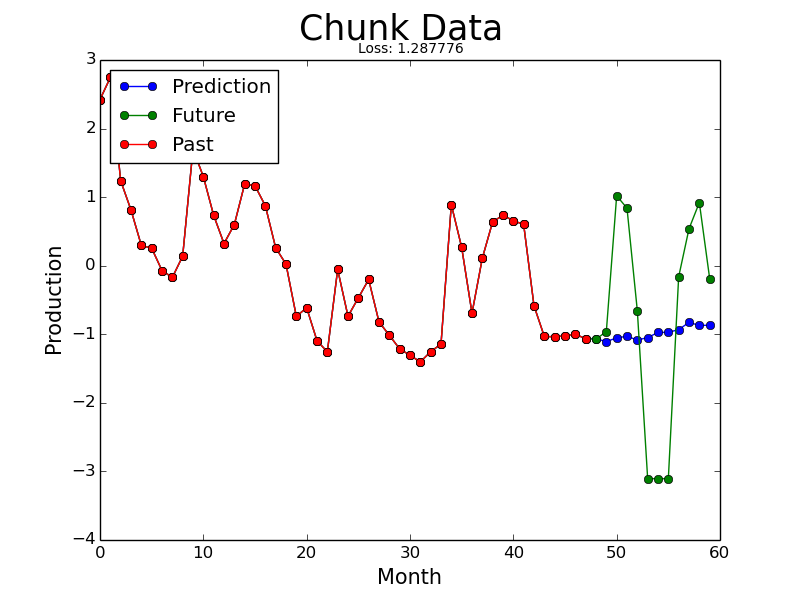 Chunk Data
Loss: 1.287776
Prediction
Future
Past
Production
3
2
1
0
−1
−2
−3
−4
0 10 20 30 40 50 60
Month